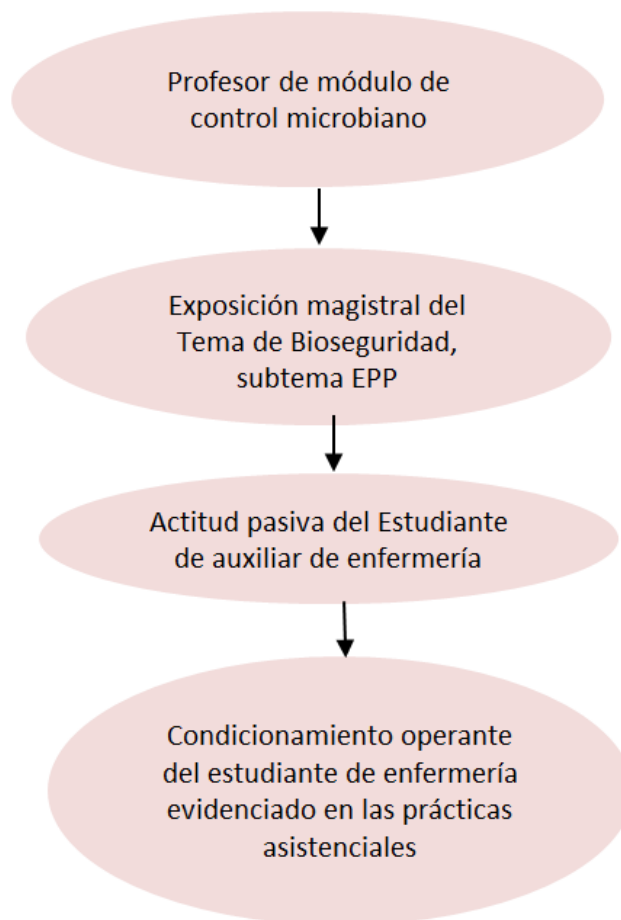 Profesor de módulo de
control microbiano
Exposición magistral del
Tema de Bioseguridad,
subtema EPP
Actitud pasiva del Estudiante
de auxiliar de enfermería
Condicionamiento operante
del estudiante de enfermería
evidenciado en las prácticas
asistenciales